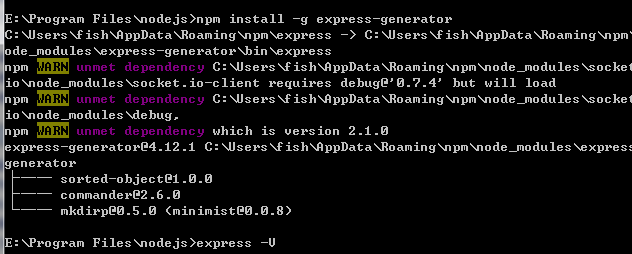 E:\Program Files\nodejs>npm install -g express-generator
C:\Users\fish\AppData\Roaming\npm\express -> C:\Users\fish\AppData\Roaming\npm\n
ode_modules\express-generator\bin\express
npm WARN unmet dependency C:\Users\fish\AppData\Roaming\npm\node_modules\socket.
io\node_modules\socket.io-client requires debug@'0.7.4' but will load
npm WARN unmet dependency C:\Users\fish\AppData\Roaming\npm\node_modules\socket.
io\node_modules\debug,
npm WARN unmet dependency which is version 2.1.0
express-generator@4.12.1 C:\Users\fish\AppData\Roaming\npm\node_modules\express-
generator
├── sorted-object@1.0.0
├── commander@2.6.0
└── mkdirp@0.5.0 (minimist@0.0.8)
E:\Program Files\nodejs>express -V